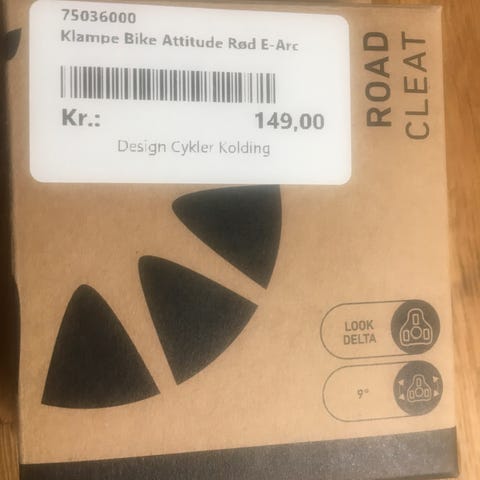 75036000
Klampe Bike Attitude Rød E-Arc
Kr.: 149,00
Design Cykler Kolding
ROAD
CLEAT
LOOK
DELTA
9°